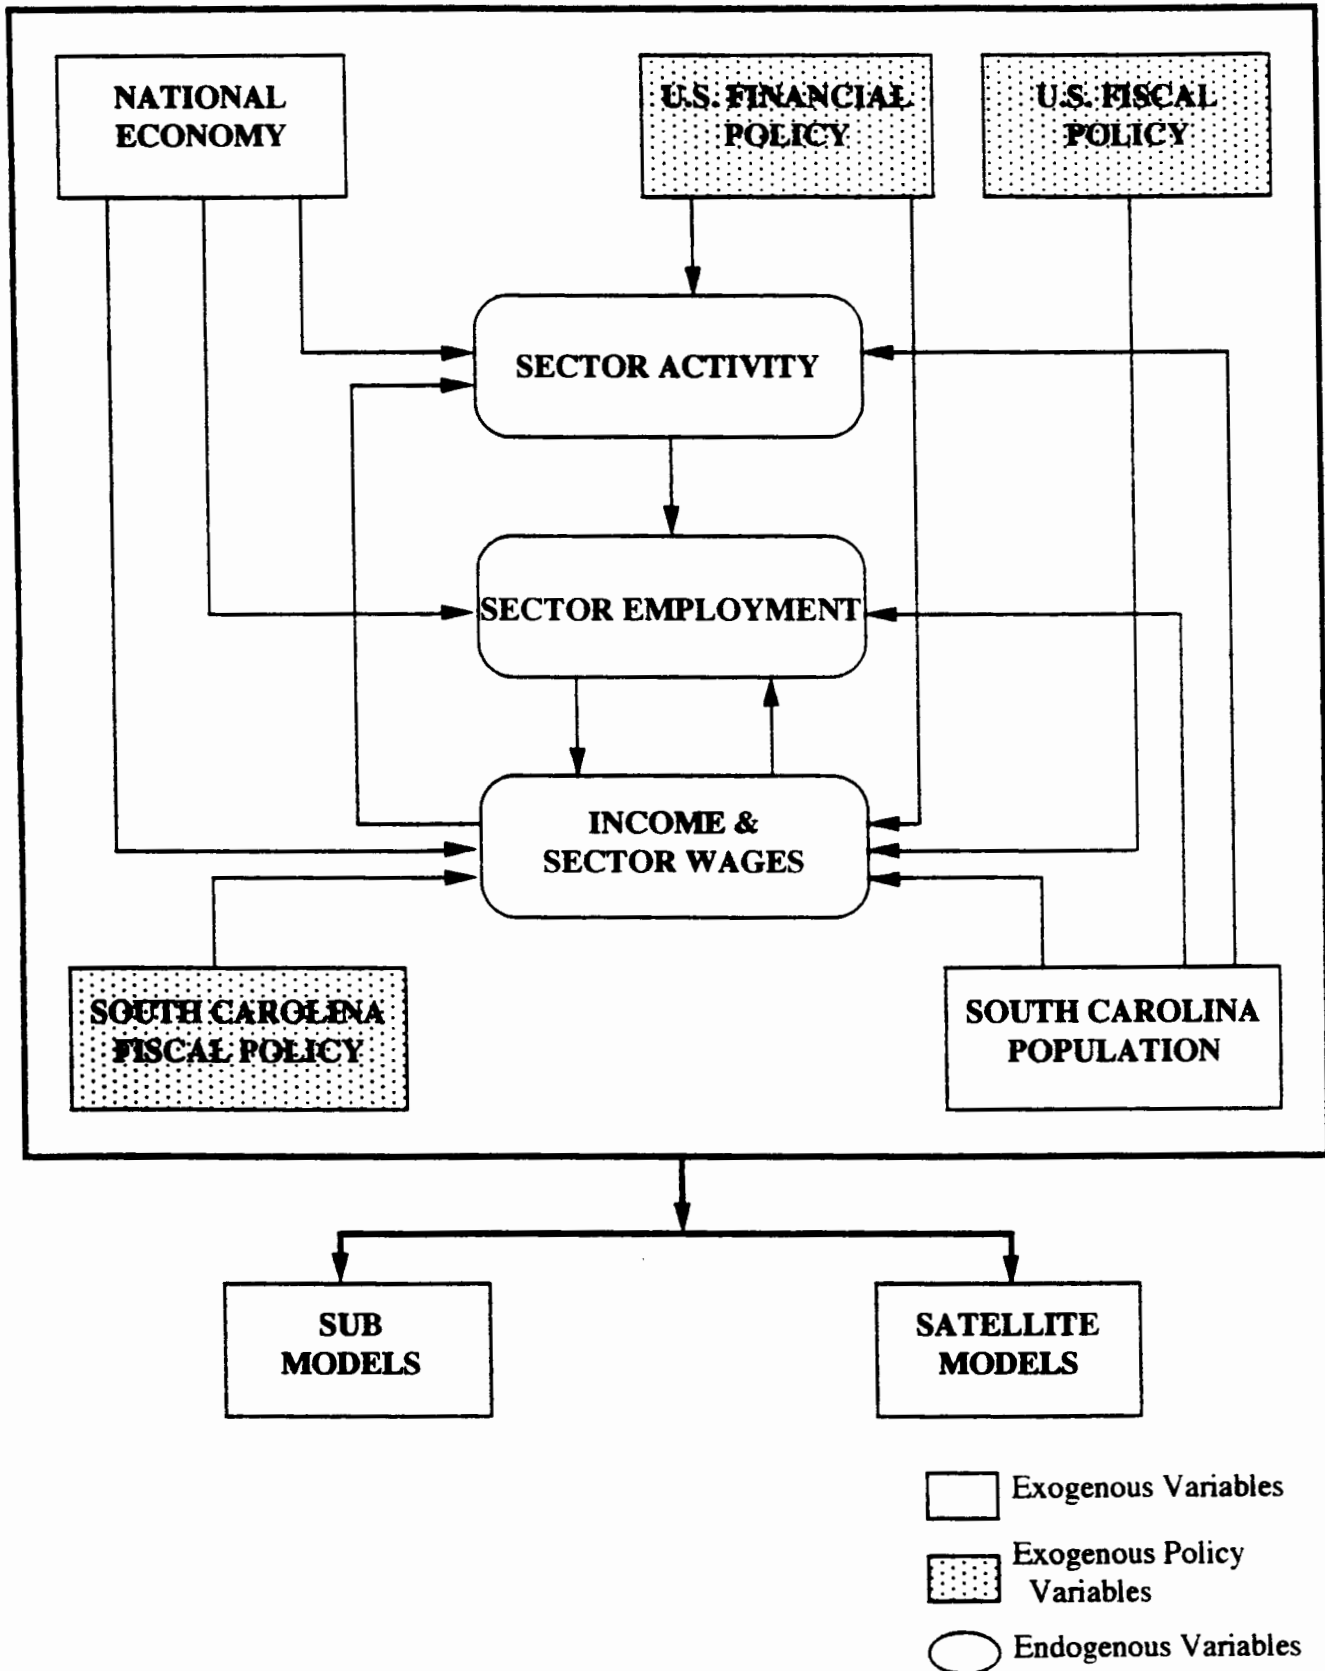 NATIONAL
ECONOMY
U.S. FINANCIAL
POLICY
U.S. FISCAL
POLICY
SECTOR ACTIVITY
SECTOR EMPLOYMENT
INCOME &
SECTOR WAGES
SOUTH CAROLINA
FISCAL POLICY
SOUTH CAROLINA
POPULATION
SUB
MODELS
SATELLITE
MODELS
Exogenous Variables
Exogenous Policy
Variables
Endogenous Variables